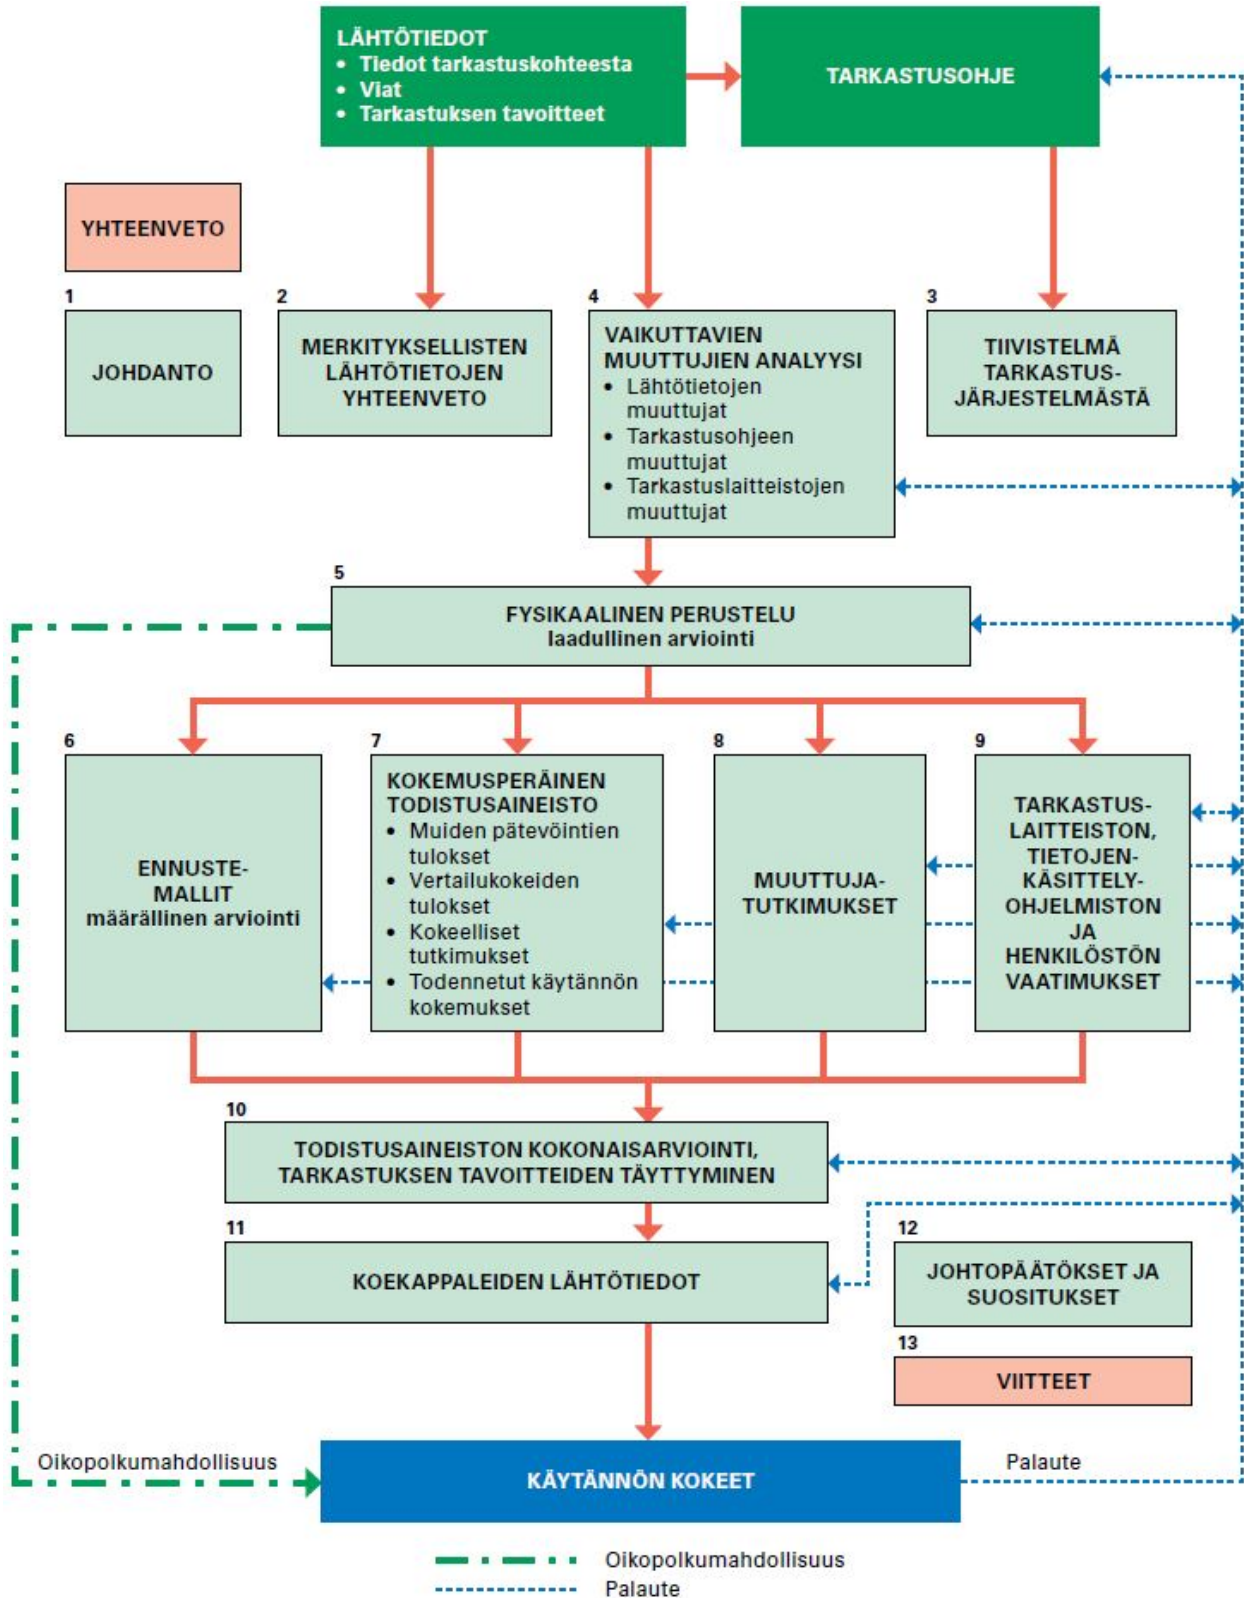 LÄHTÖTIEDOT
• Tiedot tarkastuskohteesta
• Viat
• Tarkastuksen tavoitteet
TARKASTUSOHJE
YHTEENVETO
1
JOHDANTO
2
MERKITYKSELLISTEN
LÄHTÖTIETOJEN
YHTEENVETO
4
VAIKUTTAVIEN
MUUTTUJIEN ANALYYSI
• Lähtötietojen
muuttujat
• Tarkastusohjeen
muuttujat
• Tarkastuslaitteistojen
muuttujat
3
TIIVISTELMÄ
TARKASTUS-
JÄRJESTELMÄSTÄ
5
FYSIKAALINEN PERUSTELU
laadullinen arviointi
6
ENNUSTE-
MALLIT
määrällinen arviointi
7
KOKEMUSPERÄINEN
TODISTUSAINEISTO
• Muiden pätevöintien
tulokset
• Vertailukokeiden
tulokset
• Kokeelliset
tutkimukset
• Todennetut käytännön
kokemukset
8
MUUTTUJA-
TUTKIMUKSET
9
TARKASTUS-
LAITTEISTON,
TIETOJEN-
KÄSITTELY-
OHJELMISTON
JA
HENKILÖSTÖN
VAATIMUKSET
10
TODISTUSAINEISTON KOKONAISARVIOINTI,
TARKASTUKSEN TAVOITTEIDEN TÄYTTYMINEN
11
KOEKAPPALEIDEN LÄHTÖTIEDOT
12
JOHTOPÄÄTÖKSET JA
SUOSITUKSET
13
VIITTEET
Oikopolkumahdollisuus
KÄYTÄNNÖN KOKEET
Palaute
Oikopolkumahdollisuus
Palaute